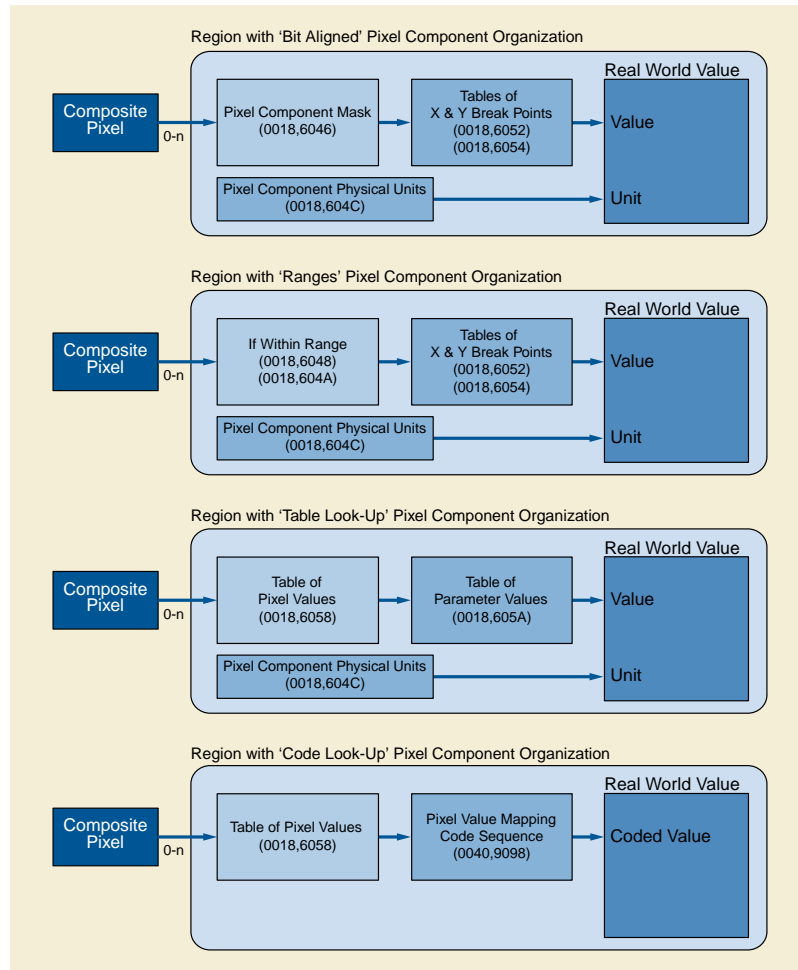 Region with ‘Bit Aligned’ Pixel Component Organization
Composite
Pixel
0-n
Pixel Component Mask
(0018,6046)
Tables of
X & Y Break Points
(0018,6052)
(0018,6054)
Real World Value
Value
Pixel Component Physical Units
(0018,604C)
Unit
Region with ‘Ranges’ Pixel Component Organization
Composite
Pixel
0-n
If Within Range
(0018,6048)
(0018,604A)
Tables of
X & Y Break Points
(0018,6052)
(0018,6054)
Real World Value
Value
Pixel Component Physical Units
(0018,604C)
Unit
Region with ‘Table Look-Up’ Pixel Component Organization
Composite
Pixel
0-n
Table of
Pixel Values
(0018,6058)
Table of
Parameter Values
(0018,605A)
Real World Value
Value
Pixel Component Physical Units
(0018,604C)
Unit
Region with ‘Code Look-Up’ Pixel Component Organization
Composite
Pixel
0-n
Table of Pixel Values
(0018,6058)
Pixel Value Mapping
Code Sequence
(0040,9098)
Real World Value
Coded Value